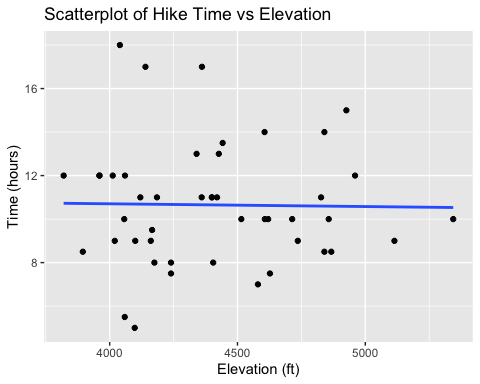 Scatterplot of Hike Time vs Elevation
16
12
8
Time (hours)
4000
4500
5000
Elevation (ft)